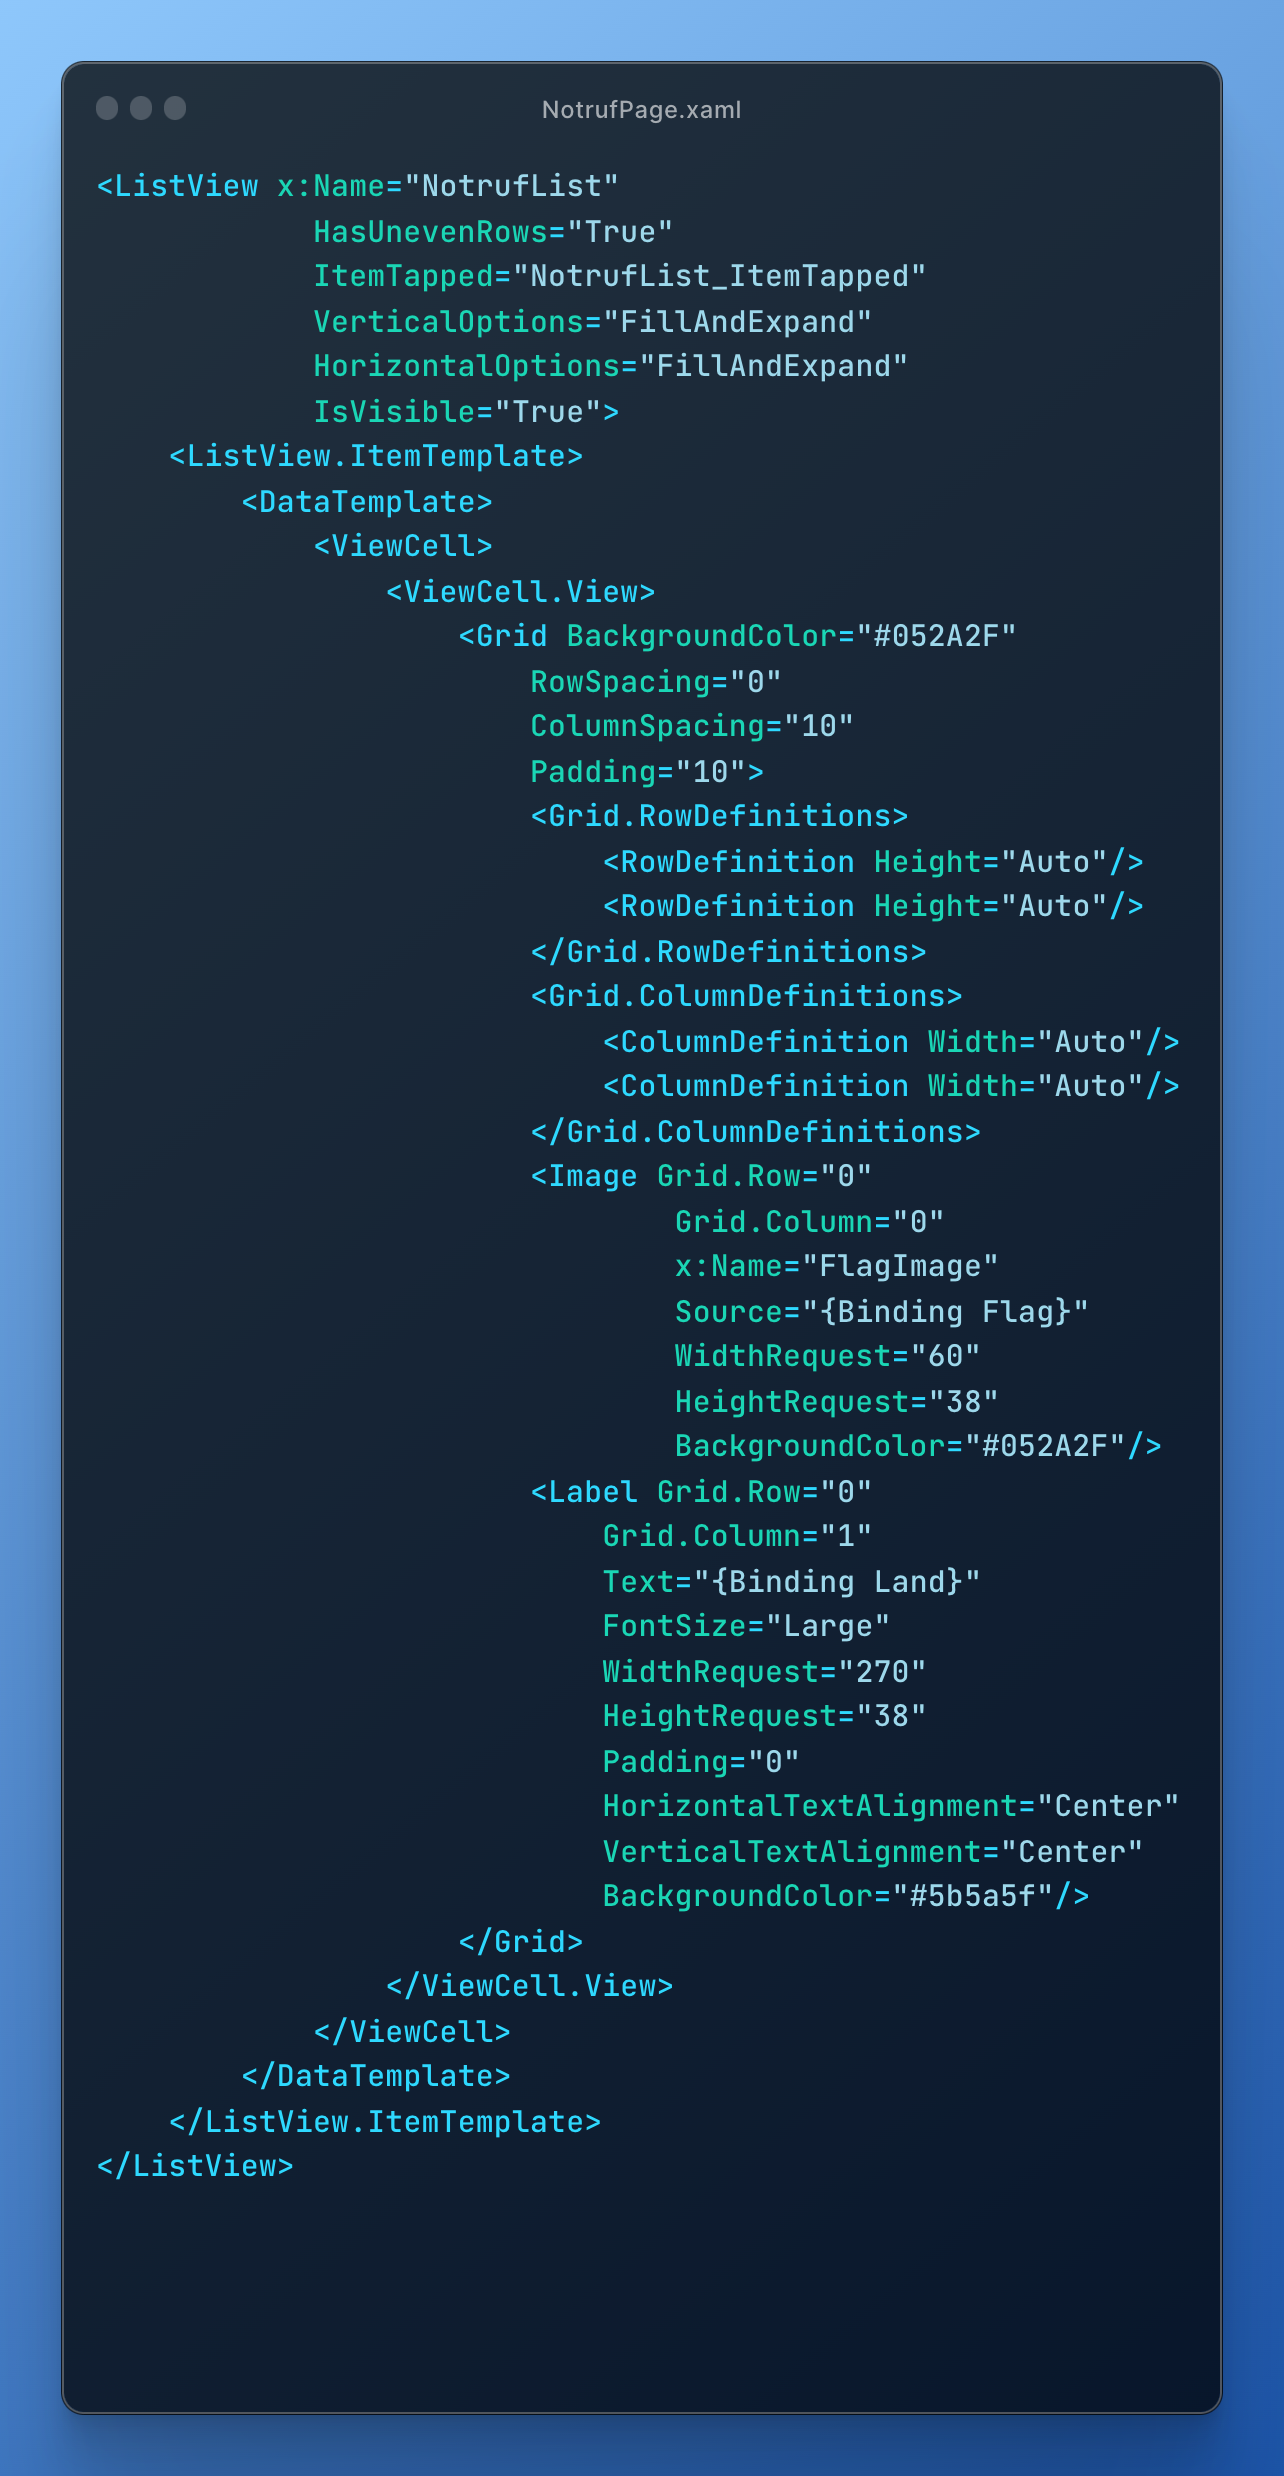 NotrufPage.xaml
<ListView x:Name="NotrufList"
            HasUnevenRows="True"
            ItemTapped="NotrufList_ItemTapped"
            VerticalOptions="FillAndExpand"
            HorizontalOptions="FillAndExpand"
            IsVisible="True">
    <ListView.ItemTemplate>
        <DataTemplate>
            <ViewCell>
                <ViewCell.View>
                    <Grid BackgroundColor="#052A2F"
                        RowSpacing="0"
                        ColumnSpacing="10"
                        Padding="10">
                        <Grid.RowDefinitions>
                            <RowDefinition Height="Auto"/>
                            <RowDefinition Height="Auto"/>
                        </Grid.RowDefinitions>
                        <Grid.ColumnDefinitions>
                            <ColumnDefinition Width="Auto"/>
                            <ColumnDefinition Width="Auto"/>
                        </Grid.ColumnDefinitions>
                        <Image Grid.Row="0"
                                Grid.Column="0"
                                x:Name="FlagImage"
                                Source="{Binding Flag}"
                                WidthRequest="60"
                                HeightRequest="38"
                                BackgroundColor="#052A2F"/>
                        <Label Grid.Row="0"
                            Grid.Column="1"
                            Text="{Binding Land}"
                            FontSize="Large"
                            WidthRequest="270"
                            HeightRequest="38"
                            Padding="0"
                            HorizontalTextAlignment="Center"
                            VerticalTextAlignment="Center"
                            BackgroundColor="#5b5a5f"/>
                    </Grid>
                </ViewCell.View>
            </ViewCell>
        </DataTemplate>
    </ListView.ItemTemplate>
</ListView>